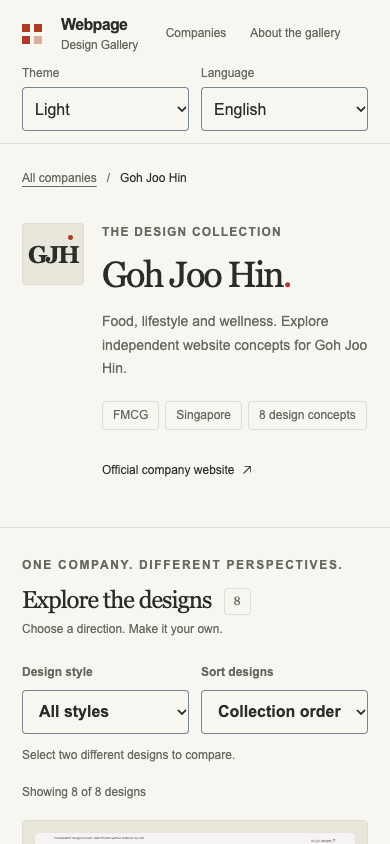 Webpage
Design Gallery
Companies
About the gallery
Theme
Language
Light
English
All companies / Goh Joo Hin
GJH
THE DESIGN COLLECTION
Goh Joo Hin.
Food, lifestyle and wellness. Explore
independent website concepts for Goh Joo
Hin.
FMCG
Singapore
8 design concepts
Official company website ↗
ONE COMPANY. DIFFERENT PERSPECTIVES.
Explore the designs 8
Choose a direction. Make it your own.
Design style
Sort designs
All styles
Collection order
Select two different designs to compare.
Showing 8 of 8 designs